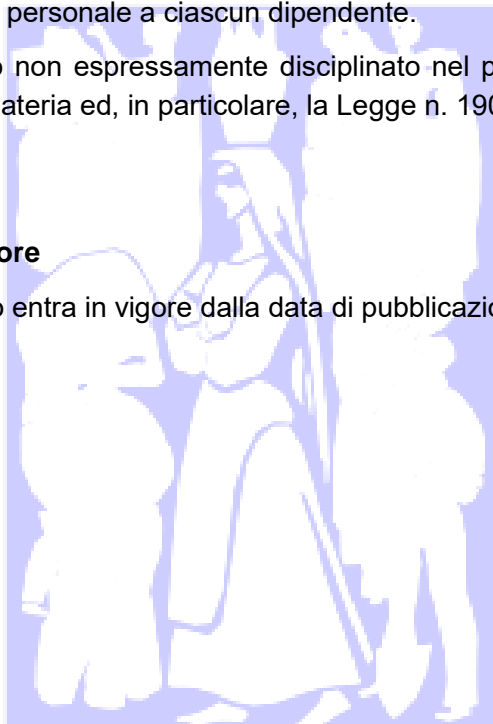 personale a ciascun dipendente.
non espressamente disciplinato nel p
ateria ed, in particolare, la Legge n. 190
ore
o entra in vigore dalla data di pubblicazio